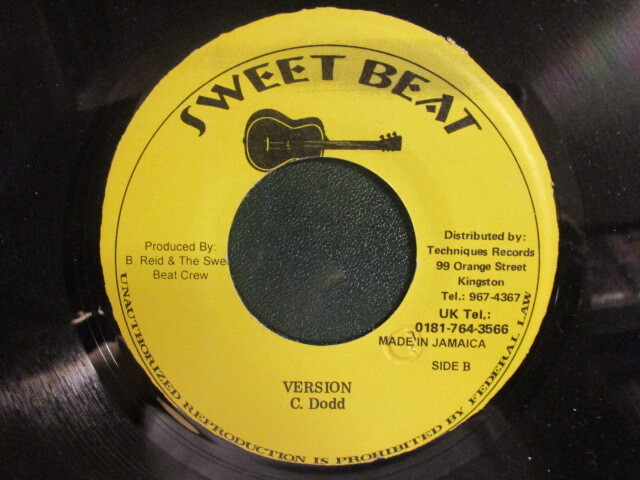 SWEET BEAT
Produced By:
B. Reid & The Swe
Beat Crew
Distributed by:
Techniques Records
99 Orange Street
Kingston
Tel.: 967-4367
UK Tel.:
0181-764-3566
MADE IN JAMAICA
SIDE B
VERSION
C. Dodd
UNAUTHORIZED REPRODUCTION IS PROHIBITED BY FEDERAL LAW